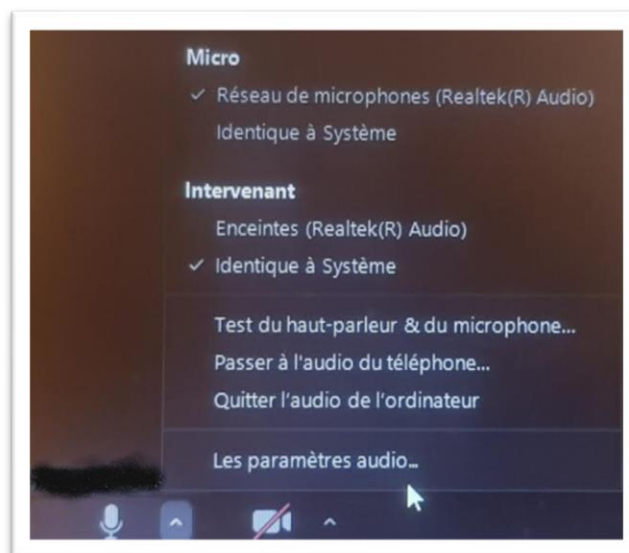 Micro
Réseau de microphones (Realtek(R) Audio)
Identique à Système
Intervenant
Enceintes (Realtek(R) Audio)
Identique à Système
Test du haut-parleur & du microphone...
Passer à l'audio du téléphone...
Quitter l'audio de l'ordinateur
Les paramètres audio...